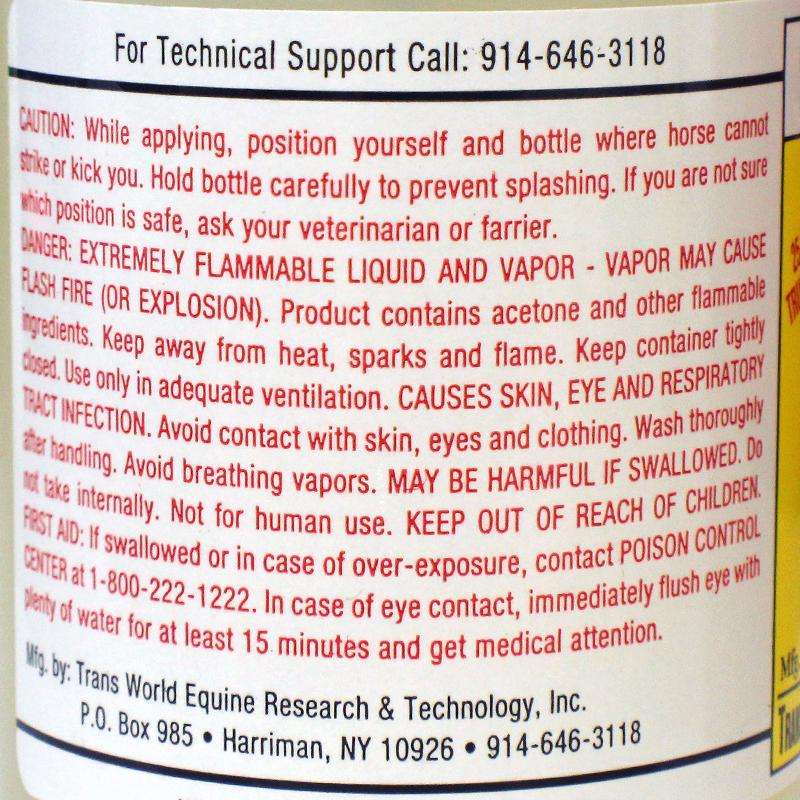 For Technical Support Call: 914-646-3118
CAUTION: While applying, position yourself and bottle where horse cannot
strike or kick you. Hold bottle carefully to prevent splashing. If you are not sure
which position is safe, ask your veterinarian or farrier.
DANGER: EXTREMELY FLAMMABLE LIQUID AND VAPOR - VAPOR MAY CAUSE
FLASH FIRE (OR EXPLOSION). Product contains acetone and other flammable
ingredients. Keep away from heat, sparks and flame. Keep container tightly
closed. Use only in adequate ventilation. CAUSES SKIN, EYE AND RESPIRATORY
TRACT INFECTION. Avoid contact with skin, eyes and clothing. Wash thoroughly
after handling. Avoid breathing vapors. MAY BE HARMFUL IF SWALLOWED. Do
not take internally. Not for human use. KEEP OUT OF REACH OF CHILDREN.
FIRST AID: If swallowed or in case of over-exposure, contact POISON CONTROL
CENTER at 1-800-222-1222. In case of eye contact, immediately flush eye with
plenty of water for at least 15 minutes and get medical attention.
Mfg. by: Trans World Equine Research & Technology, Inc.
P.O. Box 985 • Harriman, NY 10926 • 914-646-3118
Mfg.